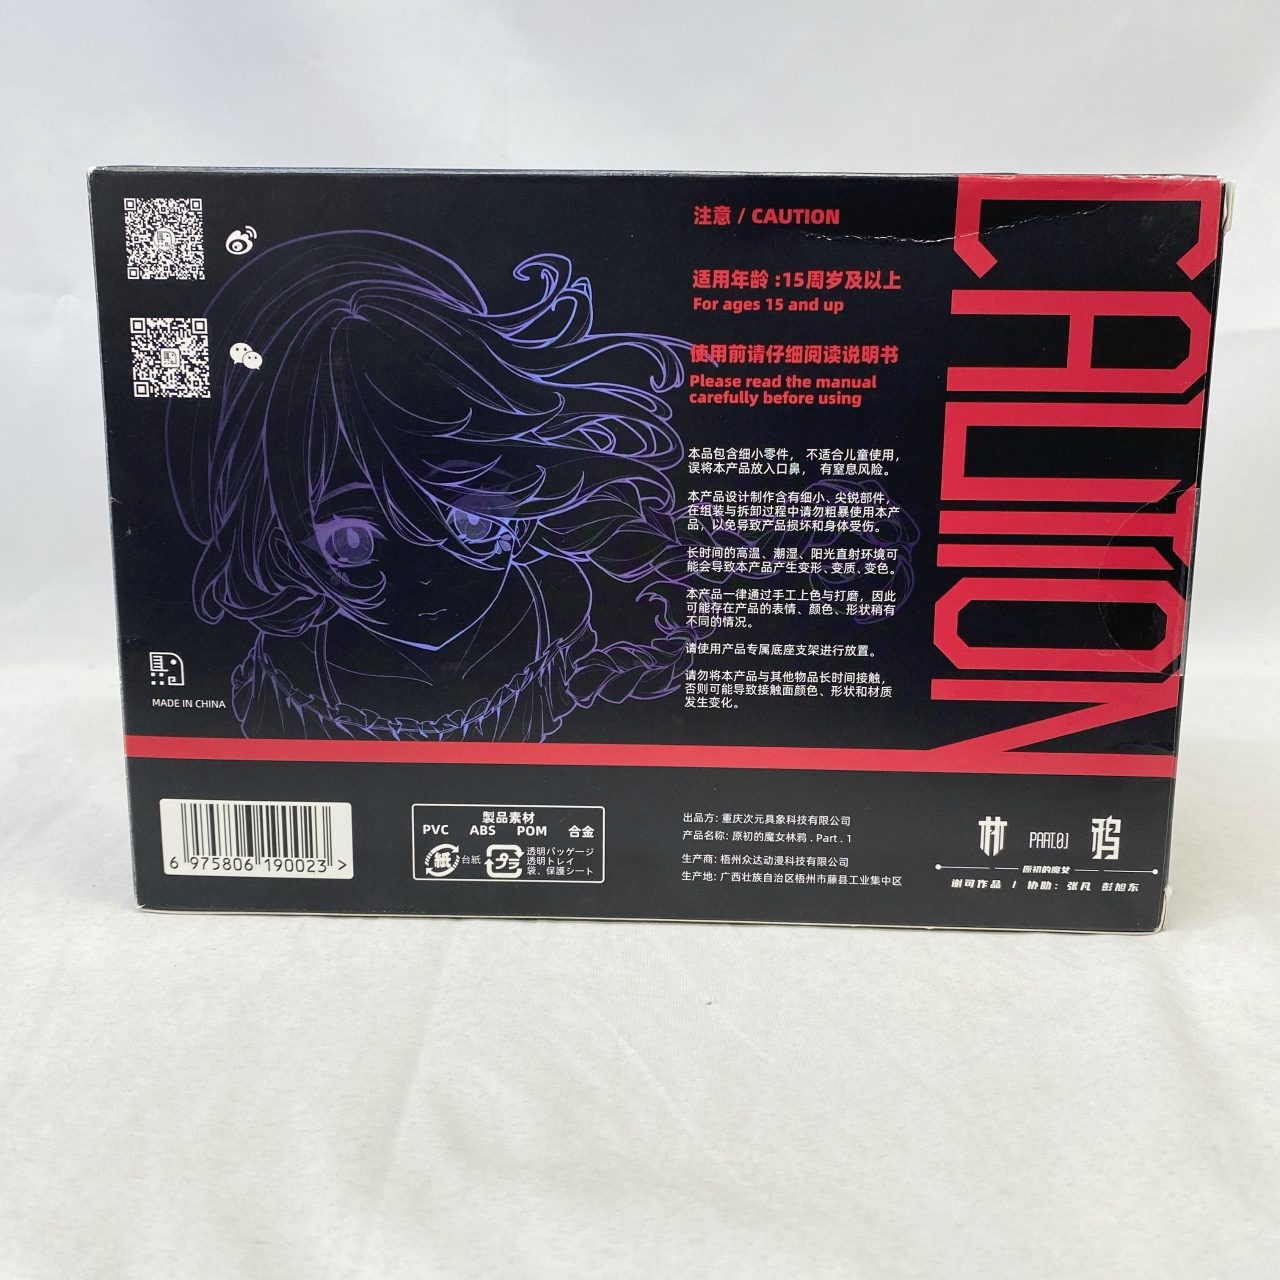 注意 / CAUTION
适用年龄 :15周岁及以上
For ages 15 and up
使用前请仔细阅读说明书
Please read the manual
carefully before using
本品包含细小零件， 不适合儿童使用，
误将本产品放入口鼻， 有窒息风险。
本产品设计制作含有细小、尖锐部件，
在组装与拆卸过程中请勿粗暴使用本产
品，以免导致产品损坏和身体受伤。
长时间的高温、潮湿、阳光直射环境可
能会导致本产品产生变形、变质、变色。
本产品一律通过手工上色与打磨，因此
可能存在产品的表情、颜色、形状稍有
不同的情况。
请使用产品专属底座支架进行放置。
请勿将本产品与其他物品长时间接触，
否则可能导致接触面颜色、形状和材质
发生变化。
CAUTION
MADE IN CHINA
6 975806 190023 >
製品素材
PVC ABS POM 合金
紙 台紙
プラ 透明パッケージ
透明トレイ
袋、保護シート
出品方: 重庆次元具象科技有限公司
产品名称: 原初的魔女林鸦 . Part . 1
生产商: 梧州众达动漫科技有限公司
生产地: 广西壮族自治区梧州市藤县工业集中区
林 PART.01 鸦
原初的魔女
谢可作品 / 协助: 张凡 彭旭东